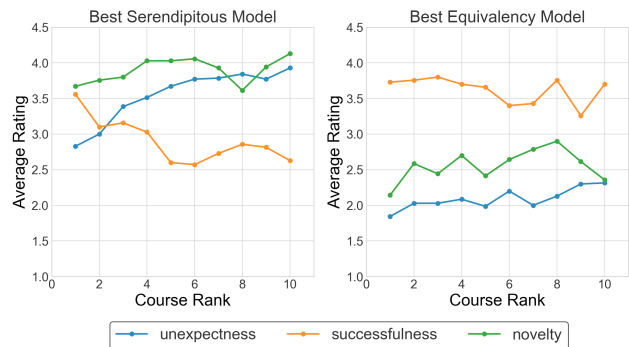 Best Serendipitous Model
4.5
4.0
3.5
3.0
2.5
2.0
1.5
1.0
Average Rating
0 2 4 6 8 10
Course Rank
Best Equivalency Model
4.5
4.0
3.5
3.0
2.5
2.0
1.5
1.0
Average Rating
0 2 4 6 8 10
Course Rank
unexpectness successfulness novelty